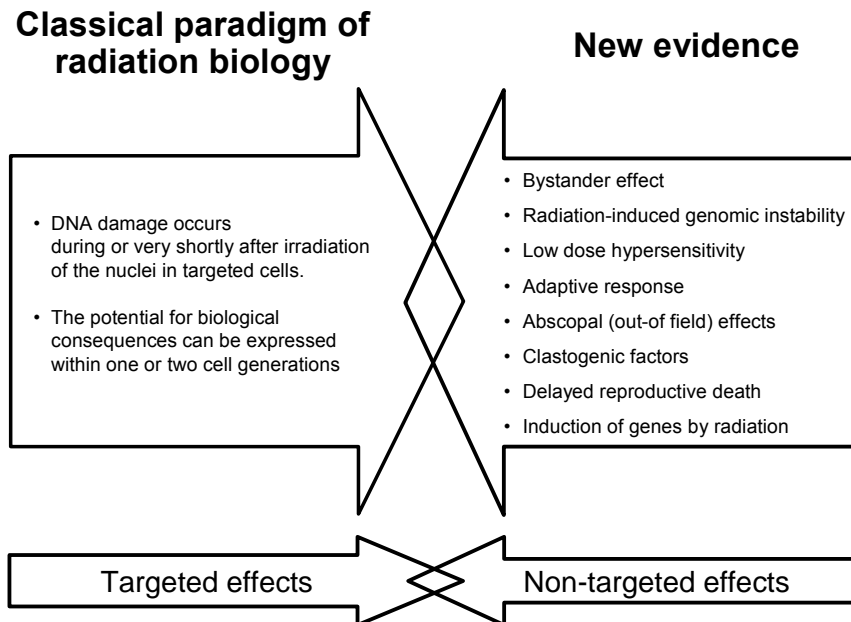 Classical paradigm of
radiation biology
New evidence
• DNA damage occurs
during or very shortly after irradiation
of the nuclei in targeted cells.
• The potential for biological
consequences can be expressed
within one or two cell generations
• Bystander effect
• Radiation-induced genomic instability
• Low dose hypersensitivity
• Adaptive response
• Abscopal (out-of field) effects
• Clastogenic factors
• Delayed reproductive death
• Induction of genes by radiation
Targeted effects
Non-targeted effects